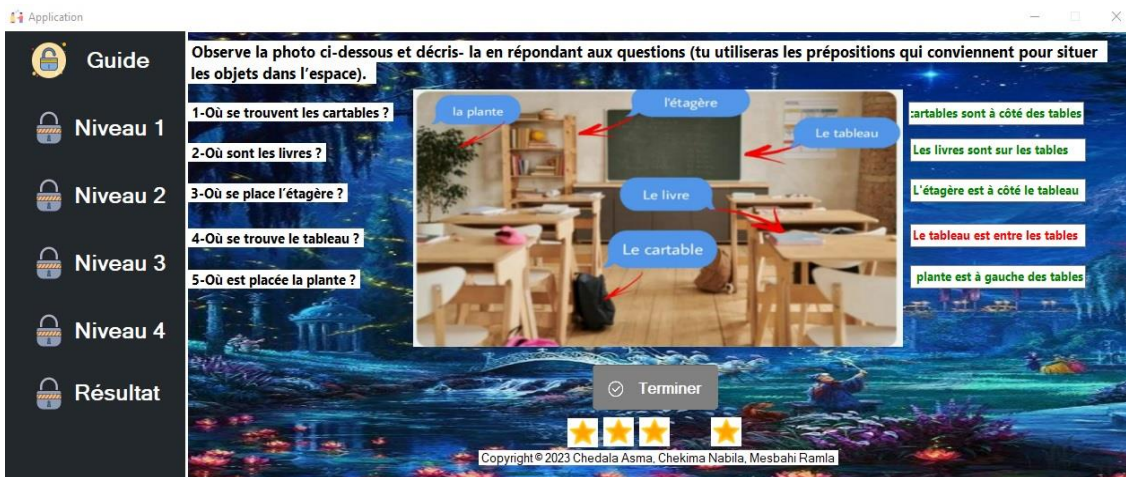 Application
Guide
Niveau 1
Niveau 2
Niveau 3
Niveau 4
Résultat
Observe la photo ci-dessous et décris- la en répondant aux questions (tu utiliseras les prépositions qui conviennent pour situer
les objets dans l'espace).
1-Où se trouvent les cartables ?
2-Où sont les livres ?
3-Où se place l'étagère ?
4-Où se trouve le tableau ?
5-Où est placée la plante ?
la plante
l'étagère
Le tableau
Le livre
Le cartable
cartables sont à côté des tables
Les livres sont sur les tables
L'étagère est à côté le tableau
Le tableau est entre les tables
plante est à gauche des tables
Terminer
Copyright © 2023 Chedala Asma, Chekima Nabila, Mesbahi Ramla